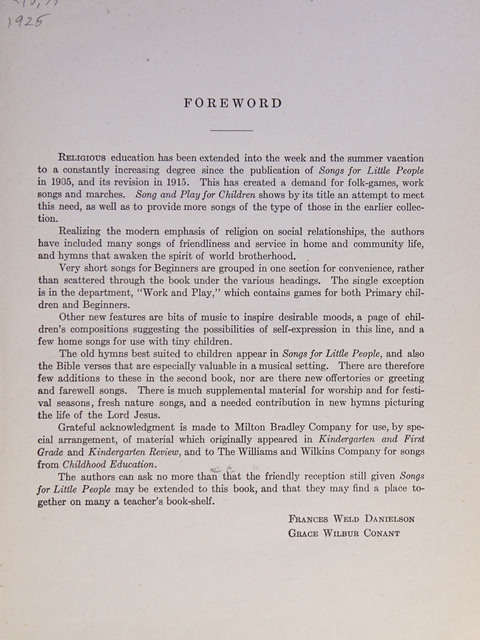 1925
FOREWORD
RELIGIOUS education has been extended into the week and the summer vacation
to a constantly increasing degree since the publication of Songs for Little People
in 1905, and its revision in 1915. This has created a demand for folk-games, work
songs and marches. Song and Play for Children shows by its title an attempt to meet
this need, as well as to provide more songs of the type of those in the earlier collec-
tion.
Realizing the modern emphasis of religion on social relationships, the authors
have included many songs of friendliness and service in home and community life,
and hymns that awaken the spirit of world brotherhood.
Very short songs for Beginners are grouped in one section for convenience, rather
than scattered through the book under the various headings. The single exception
is in the department, "Work and Play," which contains games for both Primary chil-
dren and Beginners.
Other new features are bits of music to inspire desirable moods, a page of chil-
dren's compositions suggesting the possibilities of self-expression in this line, and a
few home songs for use with tiny children.
The old hymns best suited to children appear in Songs for Little People, and also
the Bible verses that are especially valuable in a musical setting. There are therefore
few additions to these in the second book, nor are there new offertories or greeting
and farewell songs. There is much supplemental material for worship and for festi-
val seasons, fresh nature songs, and a needed contribution in new hymns picturing
the life of the Lord Jesus.
Grateful acknowledgment is made to Milton Bradley Company for use, by spe-
cial arrangement, of material which originally appeared in Kindergarten and First
Grade and Kindergarten Review, and to The Williams and Wilkins Company for songs
from Childhood Education.
The authors can ask no more than that the friendly reception still given Songs
for Little People may be extended to this book, and that they may find a place to-
gether on many a teacher's book-shelf.
FRANCES WELD DANIELSON
GRACE WILBUR CONANT